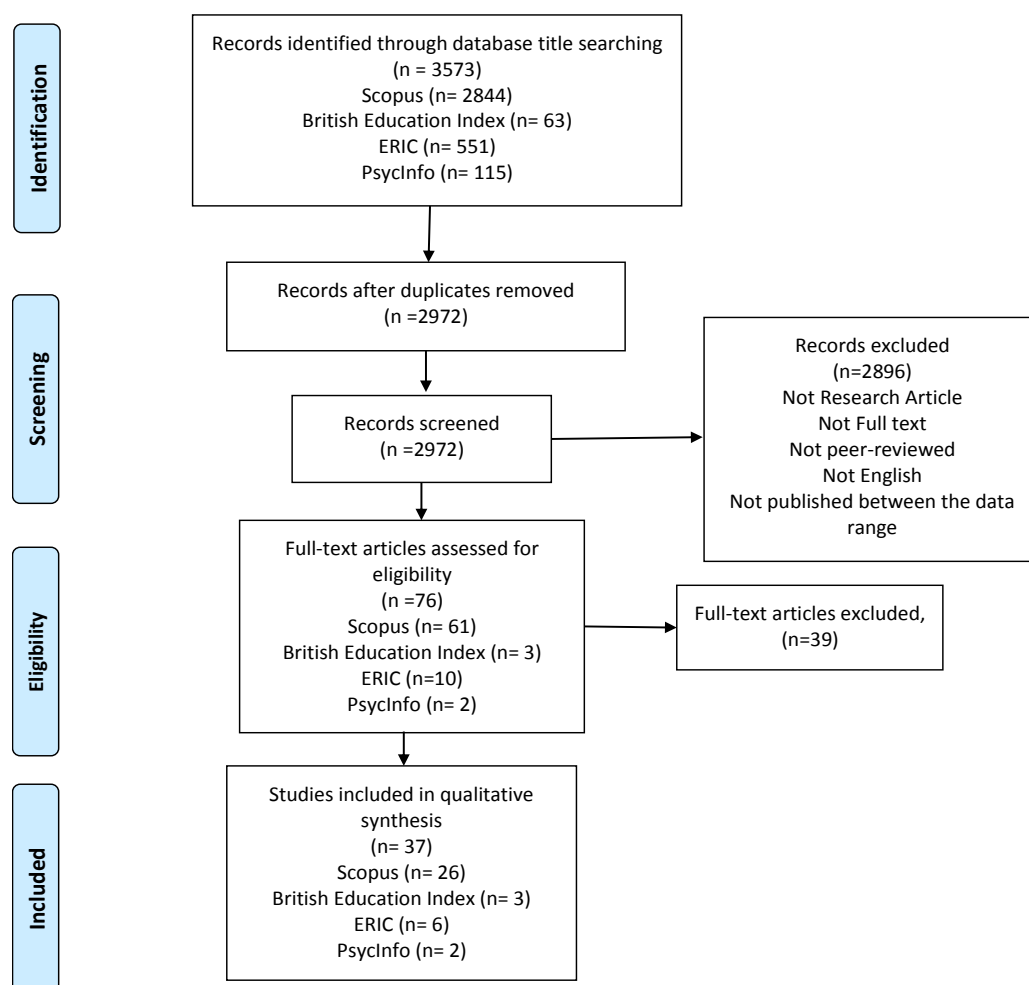 Identification
Records identified through database title searching
(n = 3573)
Scopus (n= 2844)
British Education Index (n= 63)
ERIC (n= 551)
PsycInfo (n= 115)
Screening
Records after duplicates removed
(n =2972)
Records screened
(n =2972)
Records excluded
(n=2896)
Not Research Article
Not Full text
Not peer-reviewed
Not English
Not published between the data
range
Eligibility
Full-text articles assessed for
eligibility
(n =76)
Scopus (n= 61)
British Education Index (n= 3)
ERIC (n=10)
PsycInfo (n= 2)
Full-text articles excluded,
(n=39)
Included
Studies included in qualitative
synthesis
(n= 37)
Scopus (n= 26)
British Education Index (n= 3)
ERIC (n= 6)
PsycInfo (n= 2)